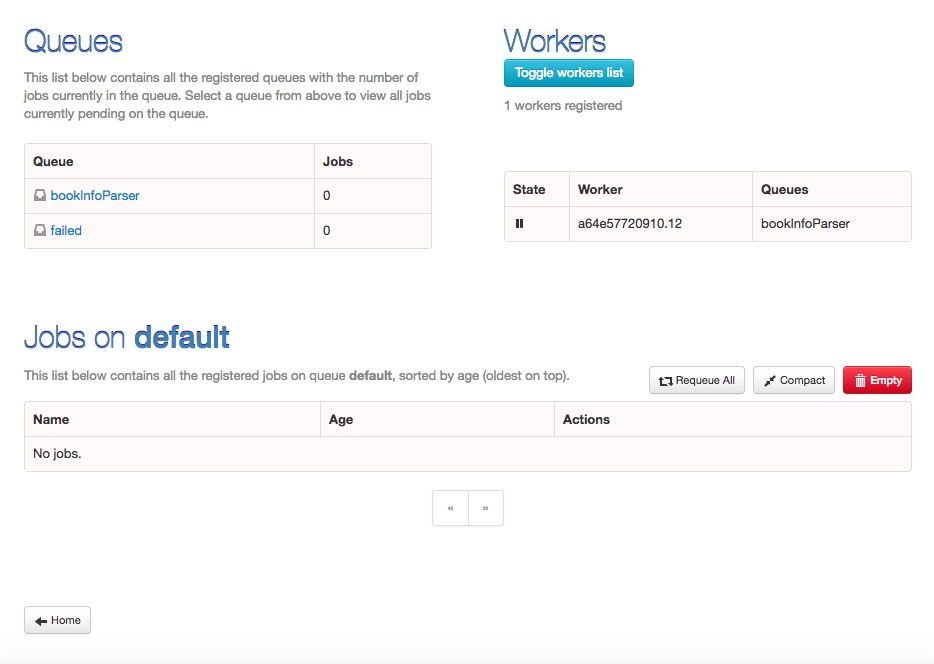 Queues
This list below contains all the registered queues with the number of
jobs currently in the queue. Select a queue from above to view all jobs
currently pending on the queue.
Queue Jobs
bookInfoParser 0
failed 0
Workers
Toggle workers list
1 workers registered
State Worker Queues
a64e57720910.12 bookInfoParser
Jobs on default
This list below contains all the registered jobs on queue default, sorted by age (oldest on top).
Requeue All Compact Empty
Name Age Actions
No jobs.
« »
Home